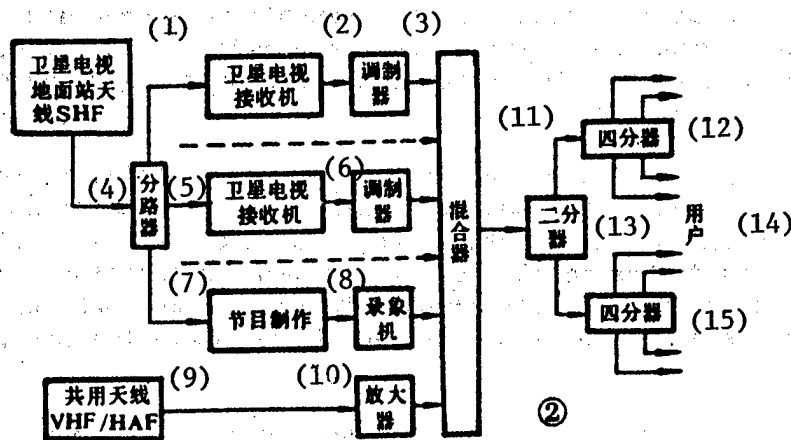 (1)
(2)
(3)
卫星电视
地面站天
线SHF
卫星电视
接收机
调制
器
(4)
分
路
器
(5)
卫星电视
接收机
(6)
调制
器
混
合
器
(7)
节目制作
(8)
录象
机
共用天线
VHF/HAF
(9)
(10)
放大
器
(11)
四分器
(12)
二分
器
(13)
用
户
(14)
四分器
(15)
②